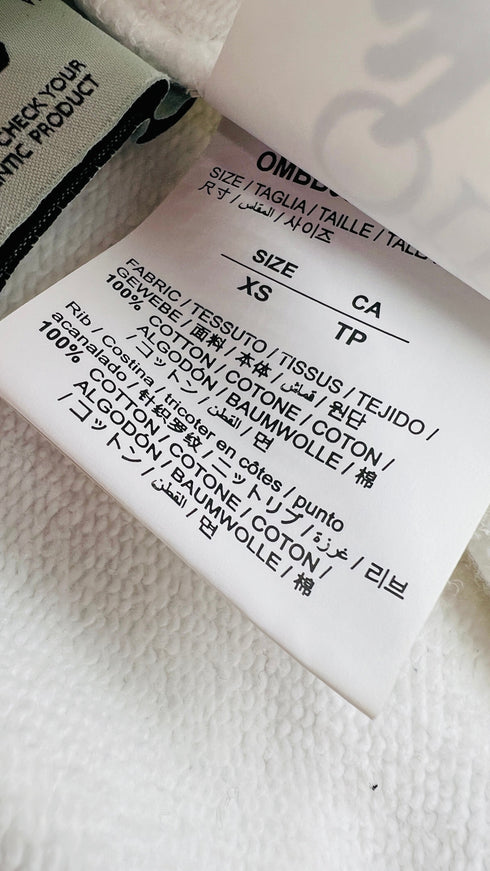 CHECK YOUR
NTIC PRODUCT
SIZE / TAGLIA / TAILLE /
尺寸 / المقاس / 사이즈
SIZE CA
XS TP
FABRIC / TESSUTO / TISSUS / TEJIDO /
GEWEBE / 面料 / 本体 / قماش / 원단
100% COTTON / COTONE / COTON /
ALGODÓN / BAUMWOLLE / 棉
/ コットン / القطن / 면
Rib / Costina / tricoter en côtes / punto
acanalado / 针织罗纹 / ニットリブ / غرزة / 리브
100% COTTON / COTONE / COTON /
ALGODÓN / BAUMWOLLE / 棉
/ コットン / القطن / 면